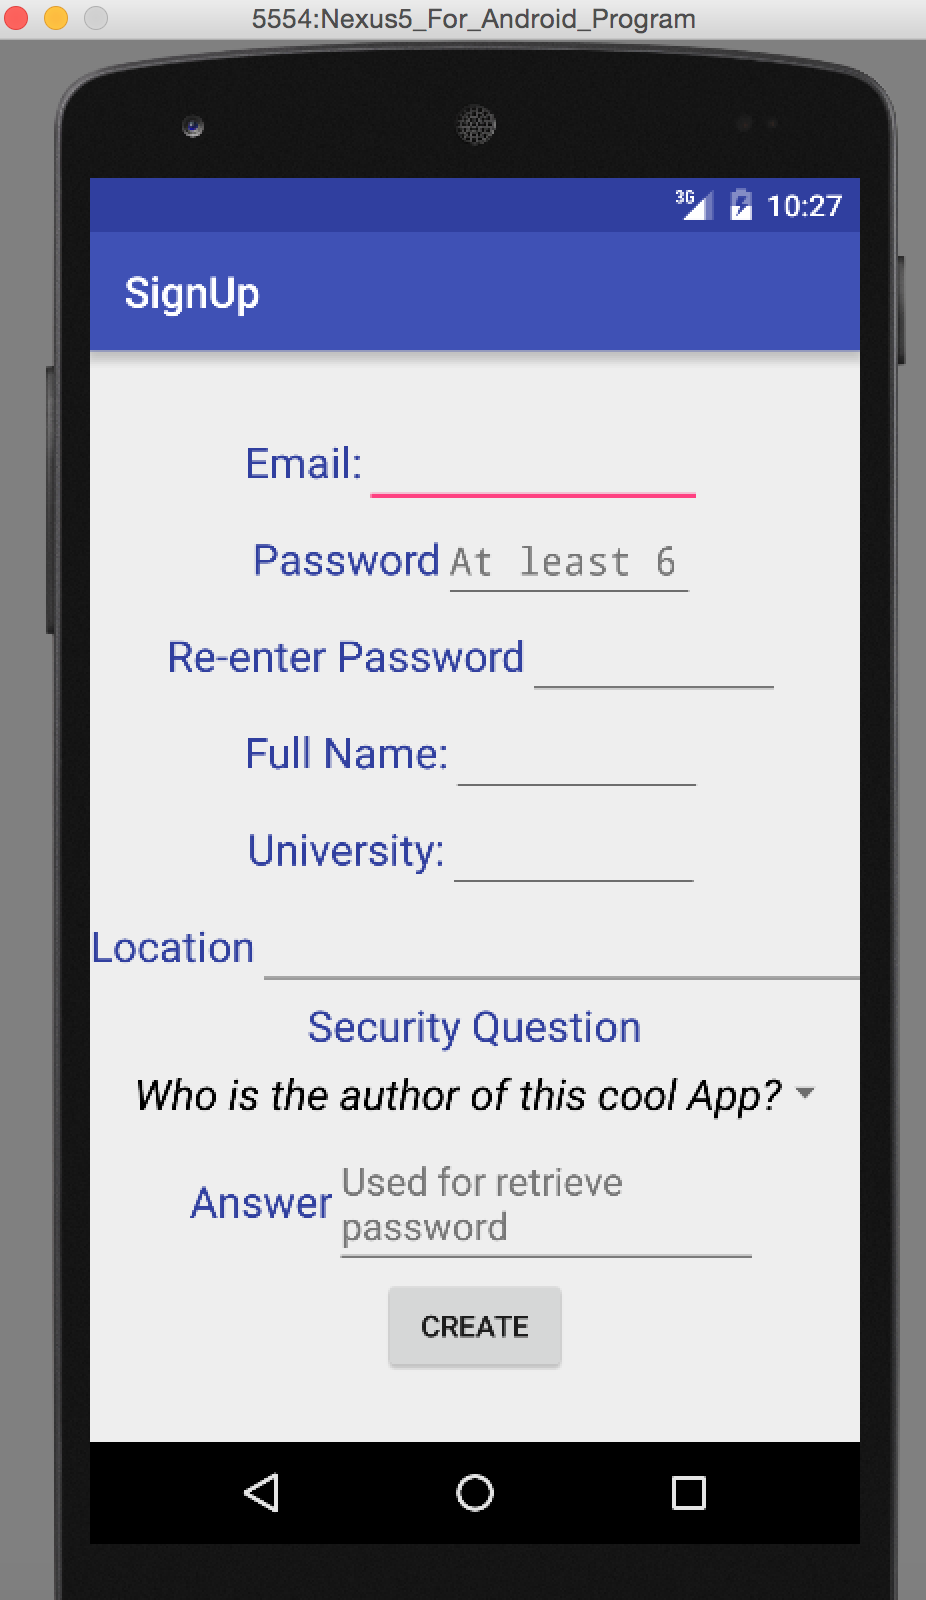 5554:Nexus5_For_Android_Program
3G 10:27
SignUp
Email:
Password At least 6
Re-enter Password
Full Name:
University:
Location
Security Question
Who is the author of this cool App?
Answer Used for retrieve
password
CREATE